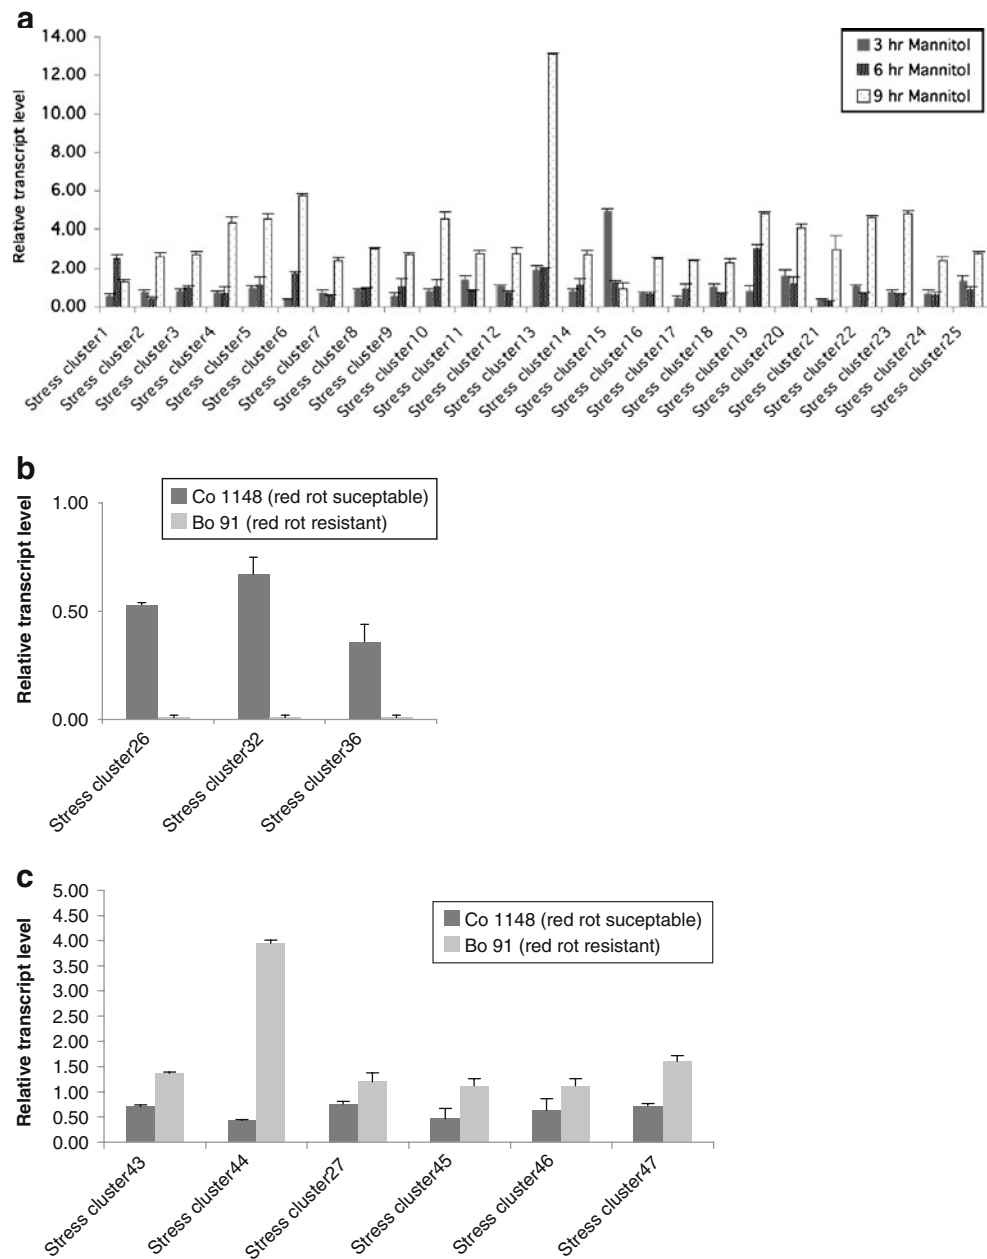 a
Relative transcript level
14.00
12.00
10.00
8.00
6.00
4.00
2.00
0.00
3 hr Mannitol
6 hr Mannitol
9 hr Mannitol
Stress cluster1
Stress cluster2
Stress cluster3
Stress cluster4
Stress cluster5
Stress cluster6
Stress cluster7
Stress cluster8
Stress cluster9
Stress cluster10
Stress cluster11
Stress cluster12
Stress cluster13
Stress cluster14
Stress cluster15
Stress cluster16
Stress cluster17
Stress cluster18
Stress cluster19
Stress cluster20
Stress cluster21
Stress cluster22
Stress cluster23
Stress cluster24
Stress cluster25
b
Relative transcript level
1.00
0.50
0.00
Co 1148 (red rot suceptable)
Bo 91 (red rot resistant)
Stress cluster26
Stress cluster32
Stress cluster36
c
Relative transcript level
5.00
4.50
4.00
3.50
3.00
2.50
2.00
1.50
1.00
0.50
0.00
Co 1148 (red rot suceptable)
Bo 91 (red rot resistant)
Stress cluster43
Stress cluster44
Stress cluster27
Stress cluster45
Stress cluster46
Stress cluster47